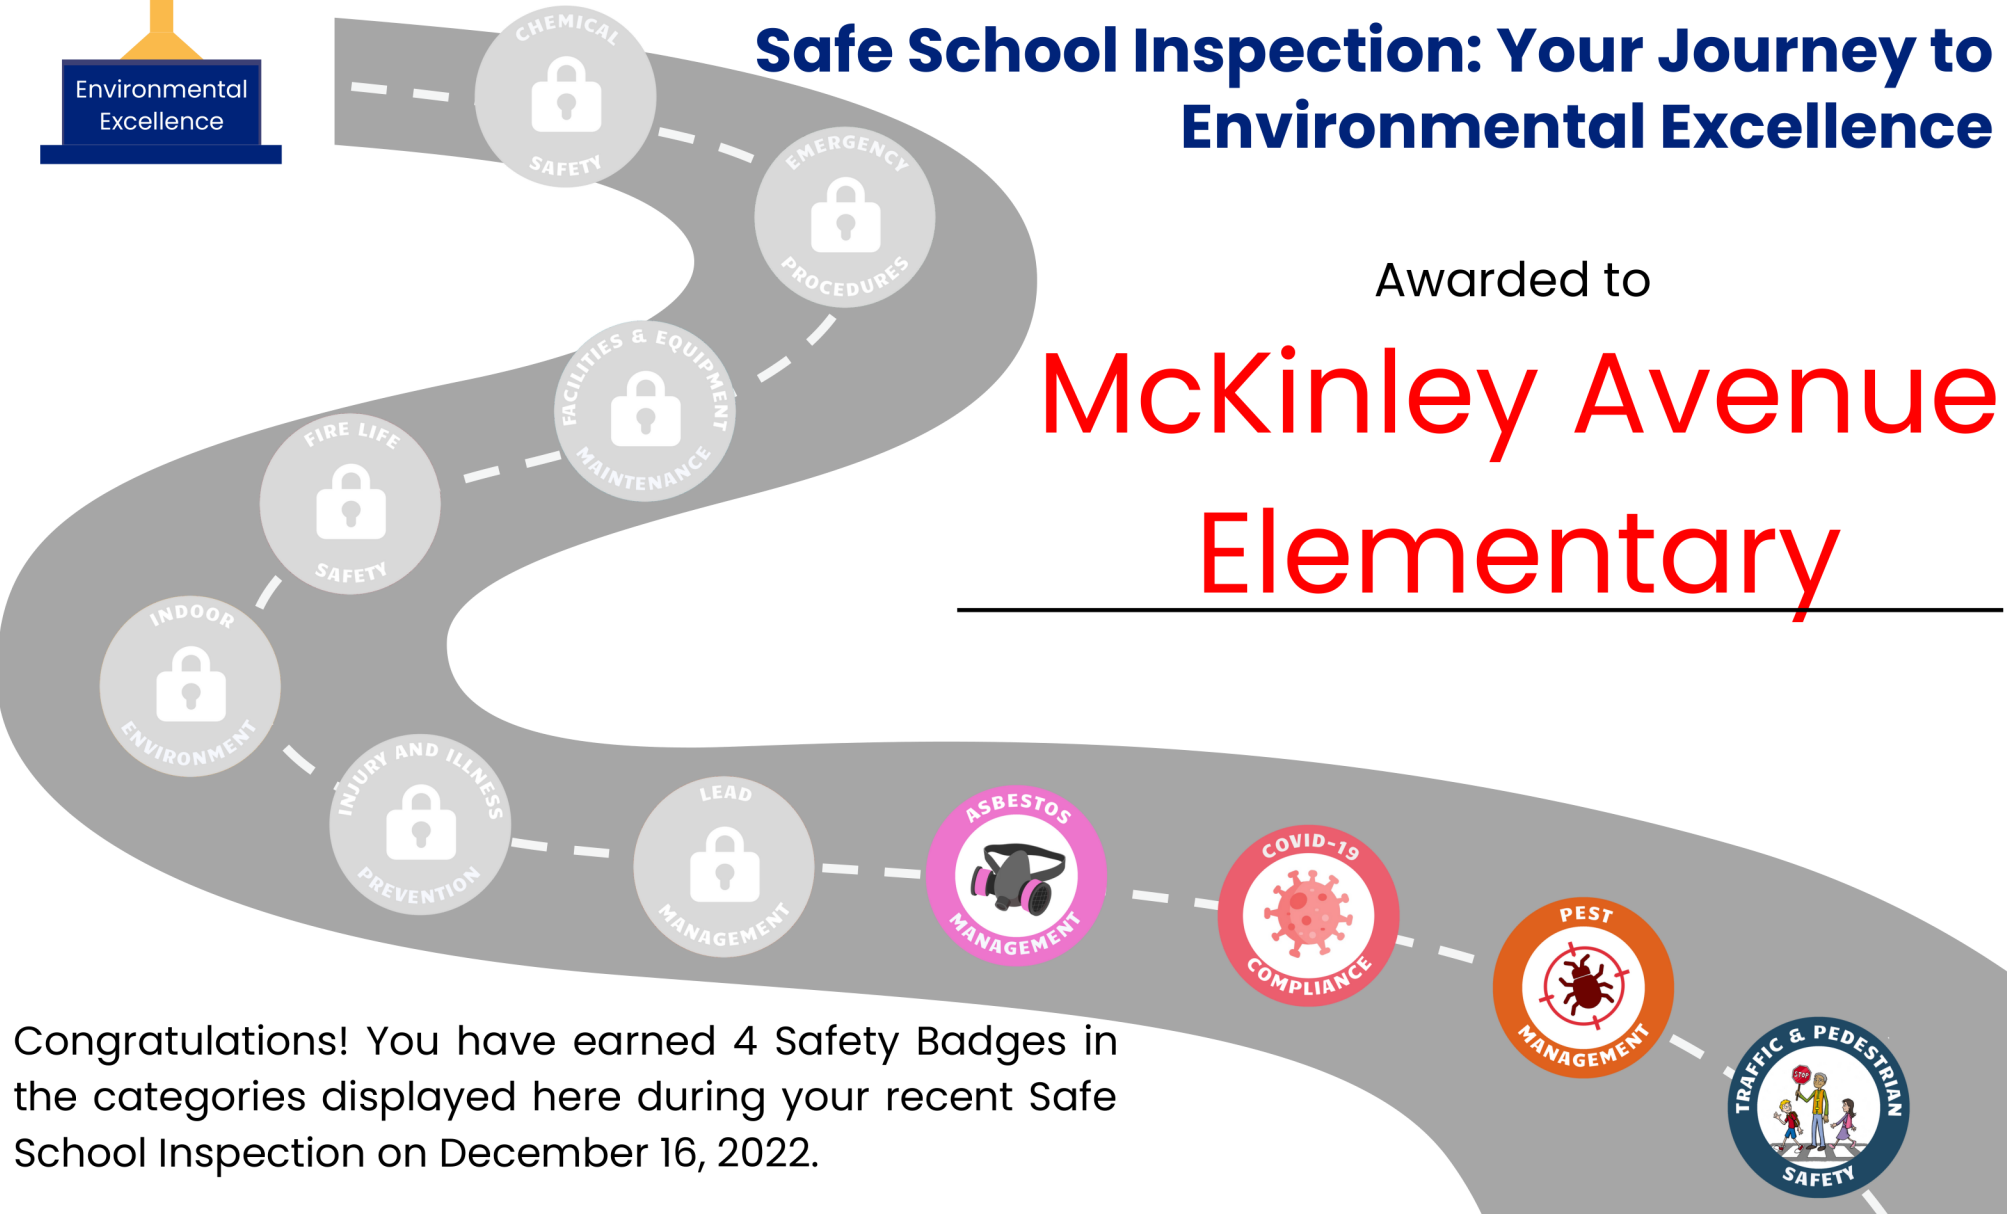 Environmental
Excellence
Safe School Inspection: Your Journey to
Environmental Excellence
Awarded to
McKinley Avenue
Elementary
CHEMICAL
SAFETY
EMERGENCY
PROCEDURES
FACILITIES & EQUIPMENT
MAINTENANCE
FIRE LIFE
SAFETY
INDOOR
ENVIRONMENT
INJURY AND ILLNESS
PREVENTION
LEAD
MANAGEMENT
ASBESTOS
MANAGEMENT
COVID-19
COMPLIANCE
PEST
MANAGEMENT
TRAFFIC & PEDESTRIAN
STOP
SAFETY
Congratulations! You have earned 4 Safety Badges in
the categories displayed here during your recent Safe
School Inspection on December 16, 2022.